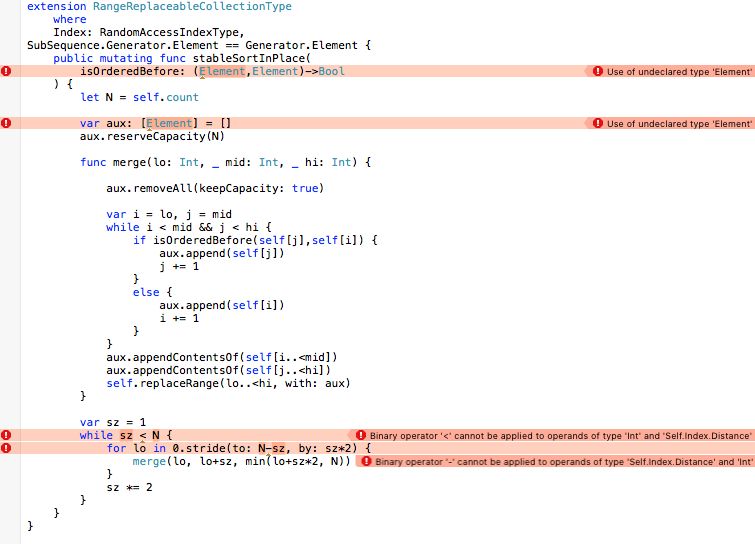 extension RangeReplaceableCollectionType
where
Index: RandomAccessIndexType,
SubSequence.Generator.Element == Generator.Element {
public mutating func stableSortInPlace(
isOrderedBefore: (Element,Element)->Bool Use of undeclared type 'Element'
) {
let N = self.count
var aux: [Element] = [] Use of undeclared type 'Element'
aux.reserveCapacity(N)
func merge(lo: Int, _ mid: Int, _ hi: Int) {
aux.removeAll(keepCapacity: true)
var i = lo, j = mid
while i < mid && j < hi {
if isOrderedBefore(self[j],self[i]) {
aux.append(self[j])
j += 1
}
else {
aux.append(self[i])
i += 1
}
}
aux.appendContentsOf(self[i..<mid])
aux.appendContentsOf(self[j..<hi])
self.replaceRange(lo..<hi, with: aux)
}
var sz = 1
while sz < N { Binary operator '<' cannot be applied to operands of type 'Int' and 'Self.Index.Distance'
for lo in 0.stride(to: N-sz, by: sz*2) {
merge(lo, lo+sz, min(lo+sz*2, N)) Binary operator '-' cannot be applied to operands of type 'Self.Index.Distance' and 'Int'
}
sz *= 2
}
}
}